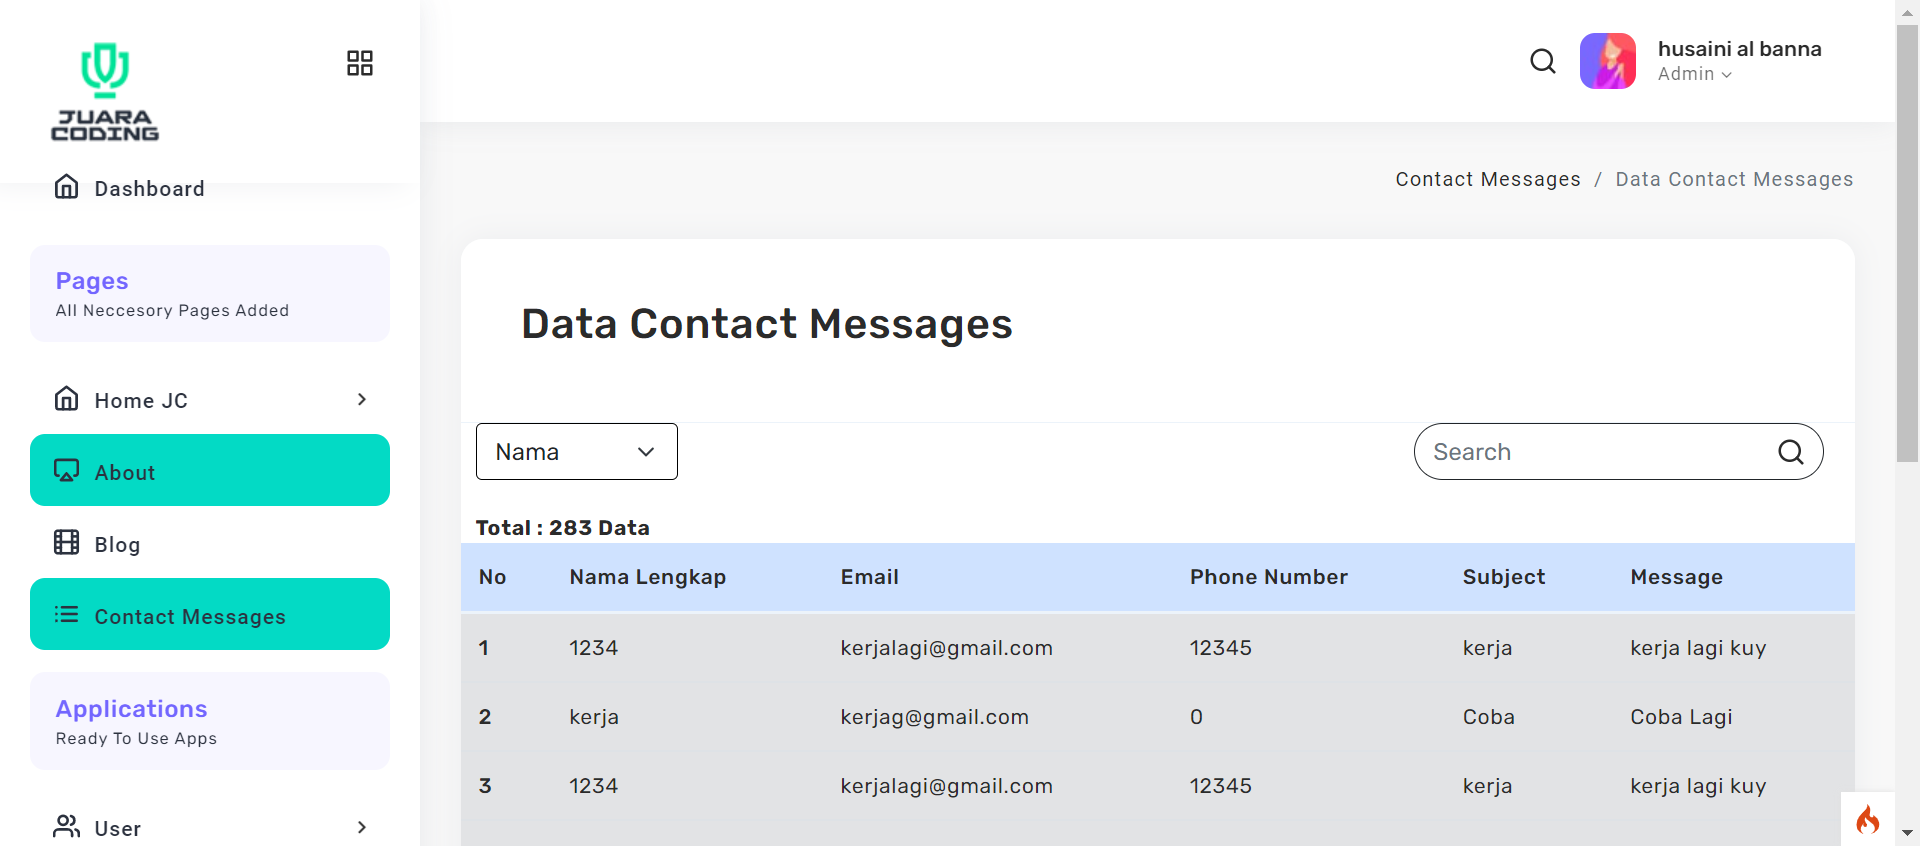 JUARA
CODING
husaini al banna
Admin
Dashboard
Contact Messages / Data Contact Messages
Pages
All Neccesory Pages Added
Data Contact Messages
Home JC
Nama
Search
About
Total : 283 Data
Blog
No Nama Lengkap Email Phone Number Subject Message
Contact Messages
1 1234 kerjalagi@gmail.com 12345 kerja kerja lagi kuy
Applications
Ready To Use Apps
2 kerja kerjag@gmail.com 0 Coba Coba Lagi
3 1234 kerjalagi@gmail.com 12345 kerja kerja lagi kuy
User